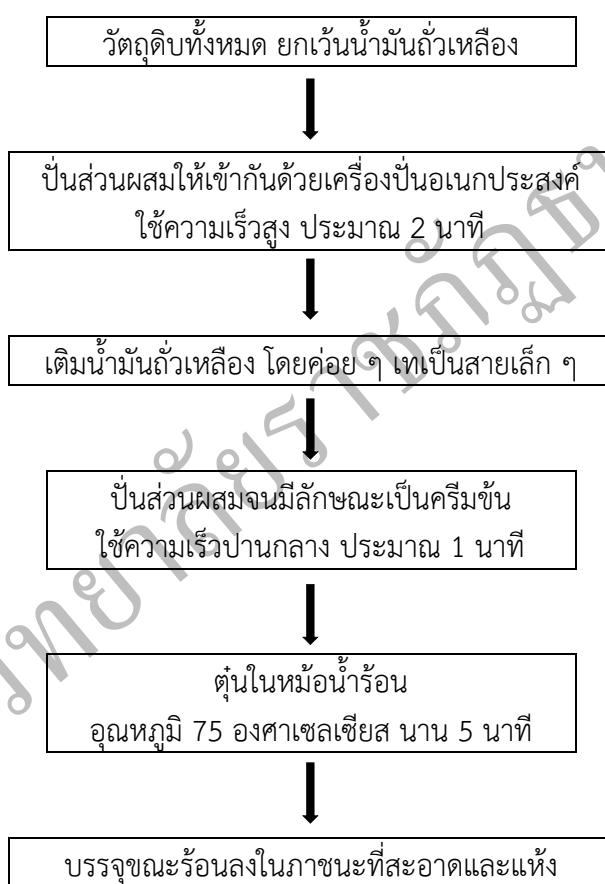 วัตถุดิบทั้งหมด ยกเว้นน้ำมันถั่วเหลือง
ปั่นส่วนผสมให้เข้ากันด้วยเครื่องปั่นอเนกประสงค์
ใช้ความเร็วสูง ประมาณ 2 นาที
เติมน้ำมันถั่วเหลือง โดยค่อย ๆ เทเป็นสายเล็ก ๆ
ปั่นส่วนผสมจนมีลักษณะเป็นครีมข้น
ใช้ความเร็วปานกลาง ประมาณ 1 นาที
ตุ๋นในหม้อน้ำร้อน
อุณหภูมิ 75 องศาเซลเซียส นาน 5 นาที
บรรจุขณะร้อนลงในภาชนะที่สะอาดและแห้ง